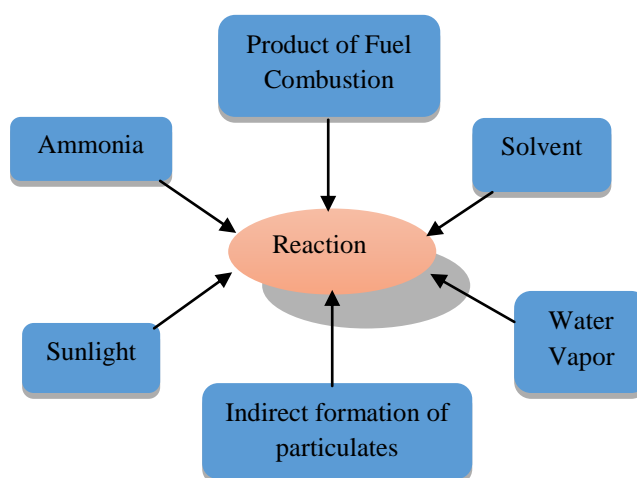 Product of Fuel
Combustion
Ammonia
Solvent
Reaction
Sunlight
Water
Vapor
Indirect formation of
particulates